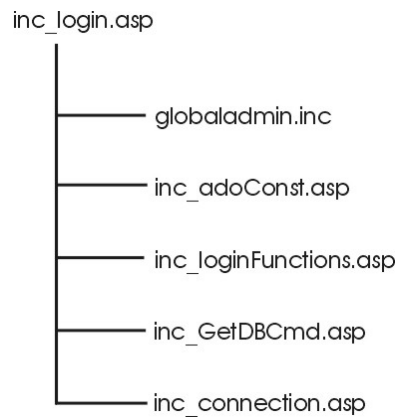 inc_login.asp
globaladmin.inc
inc_adoConst.asp
inc_loginFunctions.asp
inc_GetDBCmd.asp
inc_connection.asp